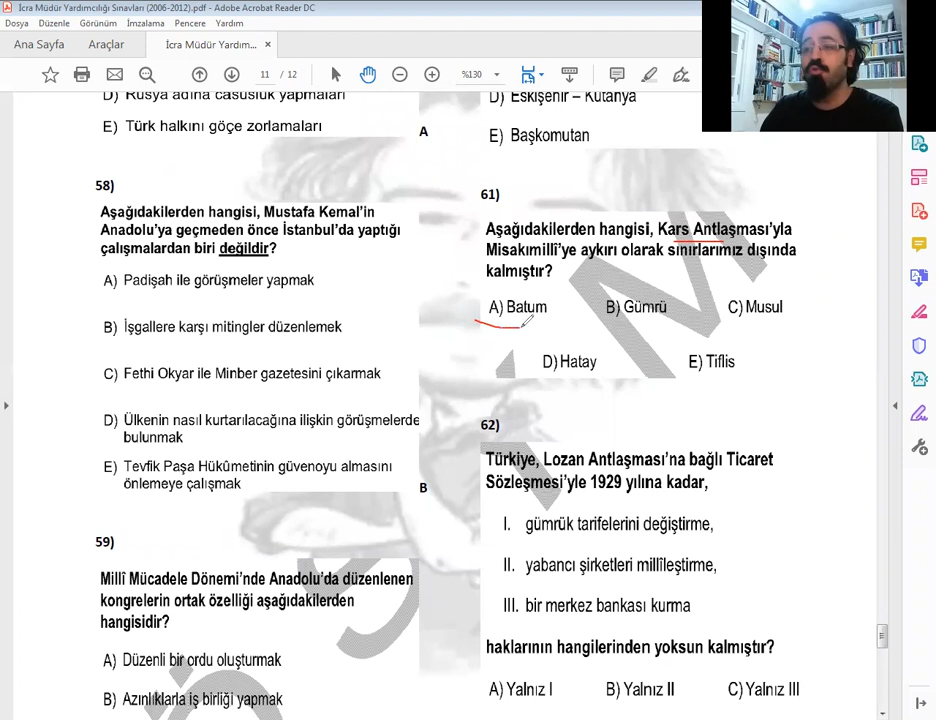 İcra Müdür Yardımcılığı Sınavları (2006-2012).pdf - Adobe Acrobat Reader DC
Dosya Düzenle Görünüm İmzalama Pencere Yardım
Ana Sayfa Araçlar İcra Müdür Yardım... ×
11 / 12 %130
D) Rusya adına casusluk yapmaları
E) Türk halkını göçe zorlamaları
A
58)
Aşağıdakilerden hangisi, Mustafa Kemal'in
Anadolu'ya geçmeden önce İstanbul'da yaptığı
çalışmalardan biri değildir?
A) Padişah ile görüşmeler yapmak
B) İşgallere karşı mitingler düzenlemek
C) Fethi Okyar ile Minber gazetesini çıkarmak
D) Ülkenin nasıl kurtarılacağına ilişkin görüşmelerde
bulunmak
E) Tevfik Paşa Hükûmetinin güvenoyu almasını
önlemeye çalışmak
B
59)
Millî Mücadele Dönemi'nde Anadolu'da düzenlenen
kongrelerin ortak özelliği aşağıdakilerden
hangisidir?
A) Düzenli bir ordu oluşturmak
B) Azınlıklarla iş birliği yapmak
D) Eskişehir – Kütahya
E) Başkomutan
61)
Aşağıdakilerden hangisi, Kars Antlaşması'yla
Misakımillî'ye aykırı olarak sınırlarımız dışında
kalmıştır?
A) Batum B) Gümrü C) Musul
D) Hatay E) Tiflis
62)
Türkiye, Lozan Antlaşması'na bağlı Ticaret
Sözleşmesi'yle 1929 yılına kadar,
I. gümrük tarifelerini değiştirme,
II. yabancı şirketleri millîleştirme,
III. bir merkez bankası kurma
haklarının hangilerinden yoksun kalmıştır?
A) Yalnız I B) Yalnız II C) Yalnız III